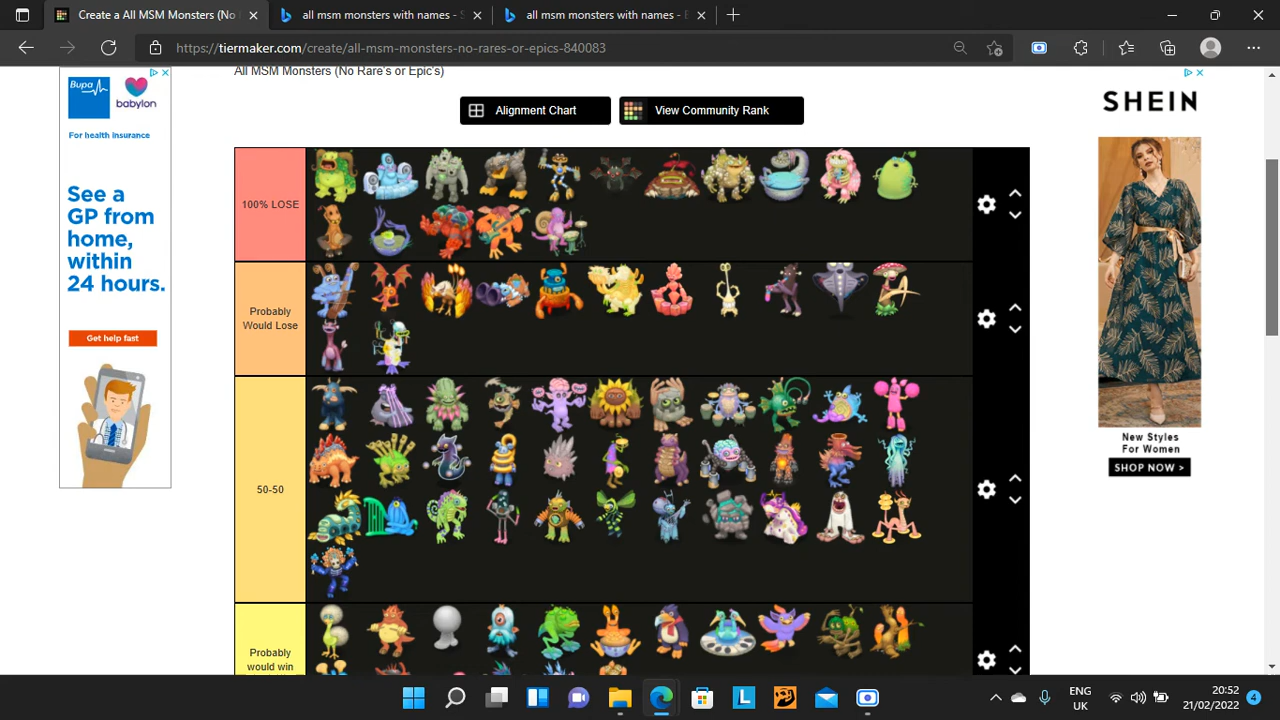 Create a All MSM Monsters (No
all msm monsters with names - S
all msm monsters with names - B
https://tiermaker.com/create/all-msm-monsters-no-rares-or-epics-840083
All MSM Monsters (No Rare's or Epic's)
Alignment Chart
View Community Rank
Bupa
babylon
For health insurance
See a
GP from
home,
within
24 hours.
Get help fast
SHEIN
New Styles
For Women
SHOP NOW >
100% LOSE
Probably
Would Lose
50-50
Probably
would win
L
ENG
UK
20:52
21/02/2022
4